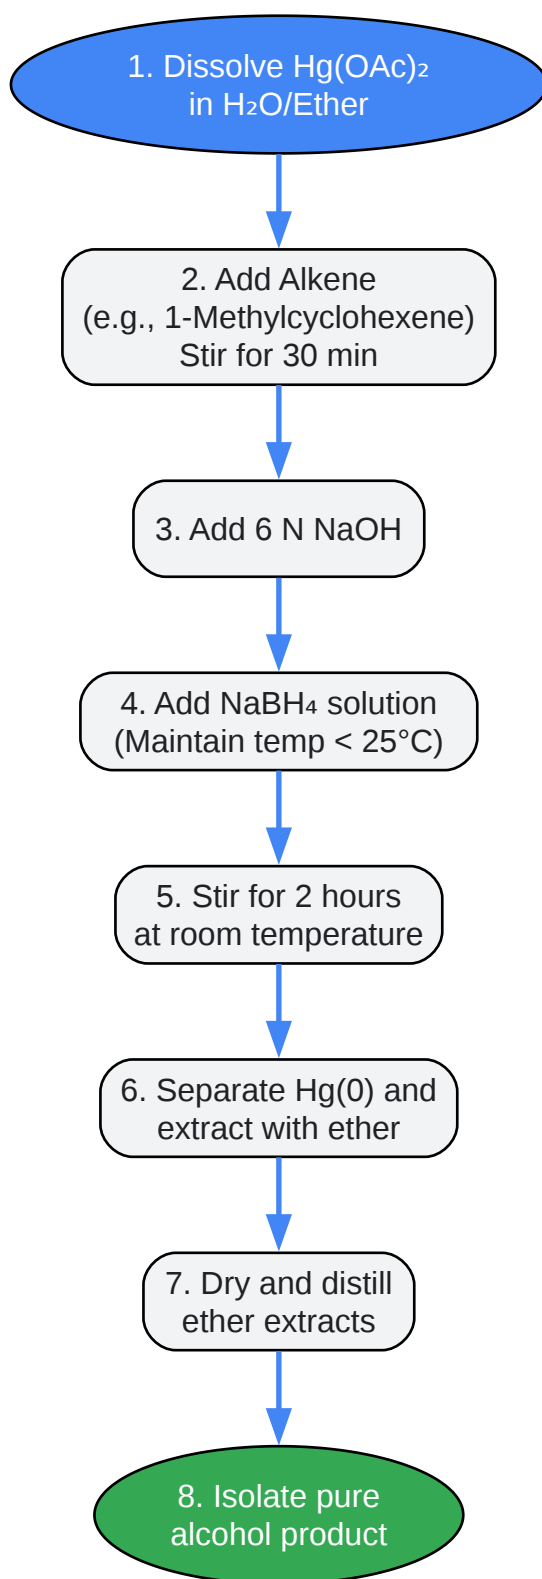 1. Dissolve Hg(OAc)₂
in H₂O/Ether
2. Add Alkene
(e.g., 1-Methylcyclohexene)
Stir for 30 min
3. Add 6 N NaOH
4. Add NaBH₄ solution
(Maintain temp < 25°C)
5. Stir for 2 hours
at room temperature
6. Separate Hg(0) and
extract with ether
7. Dry and distill
ether extracts
8. Isolate pure
alcohol product